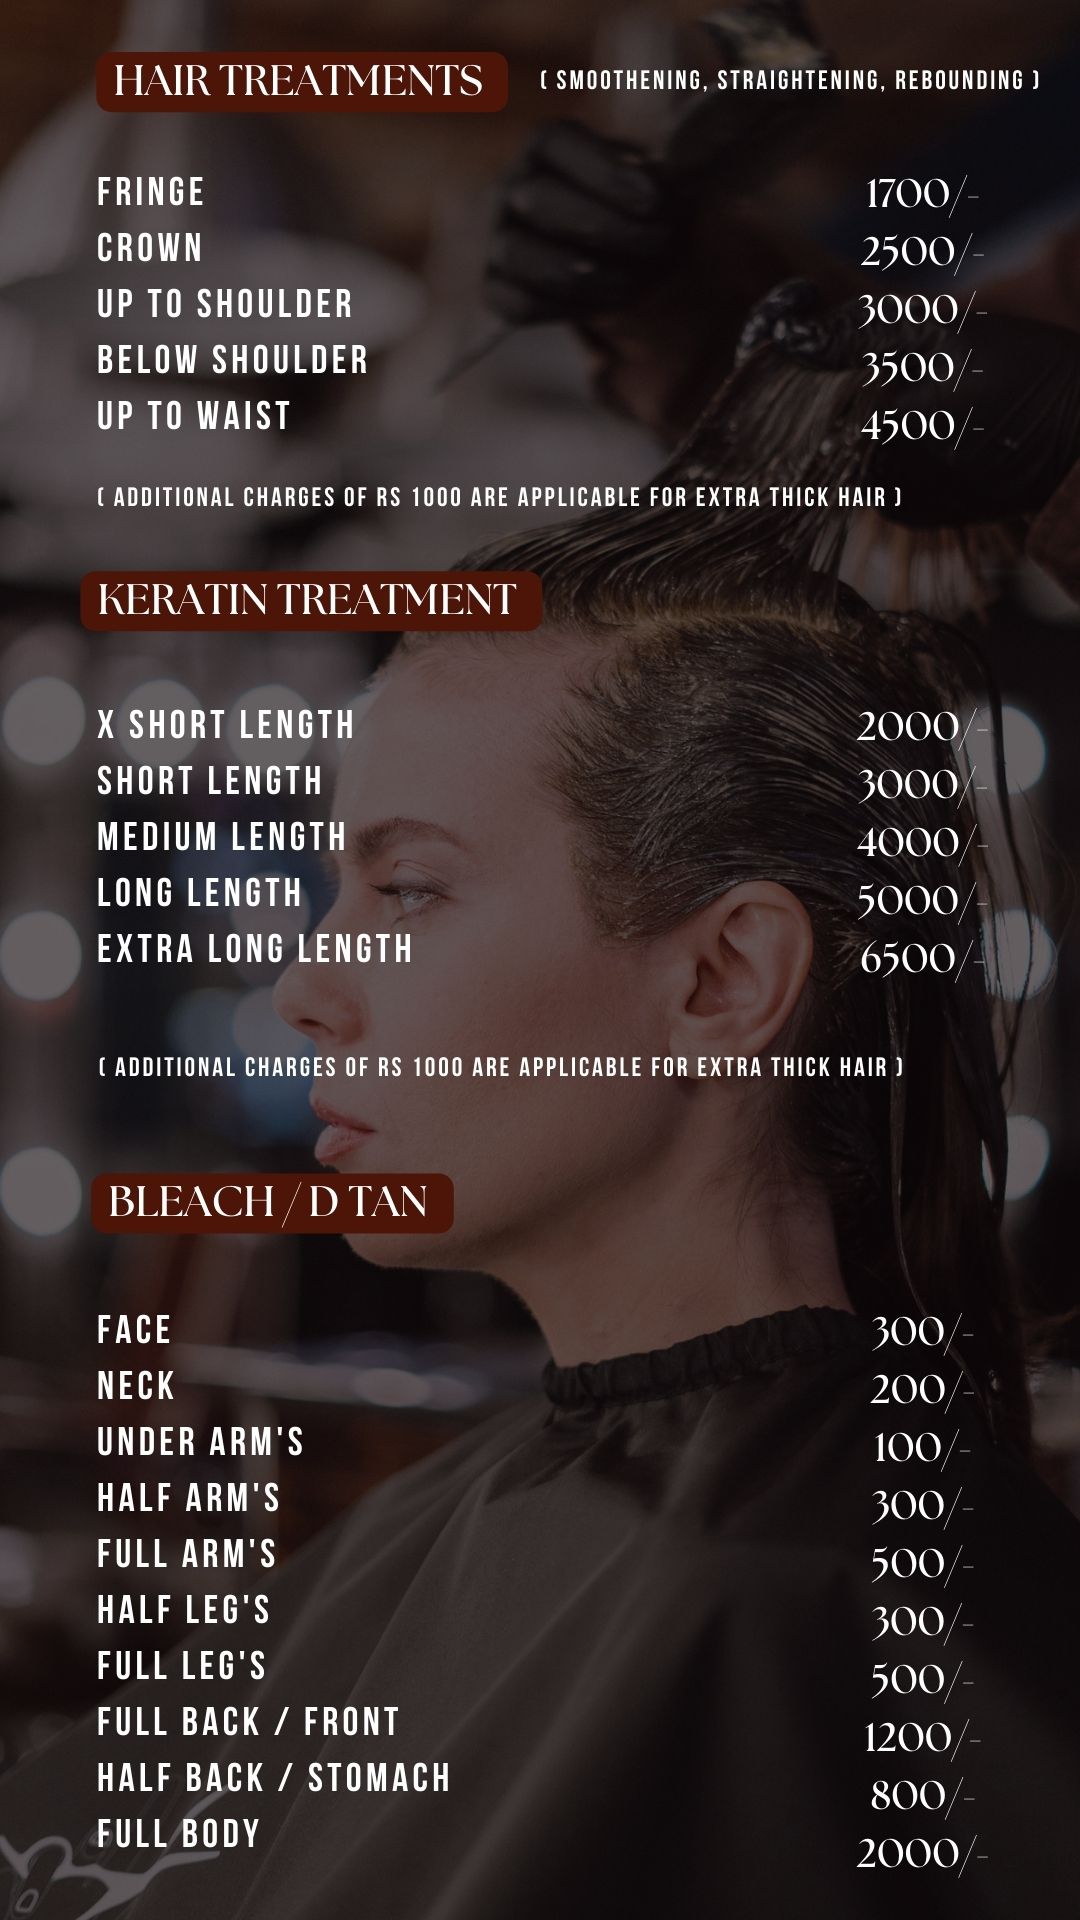 HAIR TREATMENTS ( SMOOTHENING, STRAIGHTENING, REBOUNDING )
FRINGE 1700/-
CROWN 2500/-
UP TO SHOULDER 3000/-
BELOW SHOULDER 3500/-
UP TO WAIST 4500/-
( ADDITIONAL CHARGES OF RS 1000 ARE APPLICABLE FOR EXTRA THICK HAIR )
KERATIN TREATMENT
X SHORT LENGTH 2000/-
SHORT LENGTH 3000/-
MEDIUM LENGTH 4000/-
LONG LENGTH 5000/-
EXTRA LONG LENGTH 6500/-
( ADDITIONAL CHARGES OF RS 1000 ARE APPLICABLE FOR EXTRA THICK HAIR )
BLEACH / D TAN
FACE 300/-
NECK 200/-
UNDER ARM'S 100/-
HALF ARM'S 300/-
FULL ARM'S 500/-
HALF LEG'S 300/-
FULL LEG'S 500/-
FULL BACK / FRONT 1200/-
HALF BACK / STOMACH 800/-
FULL BODY 2000/-